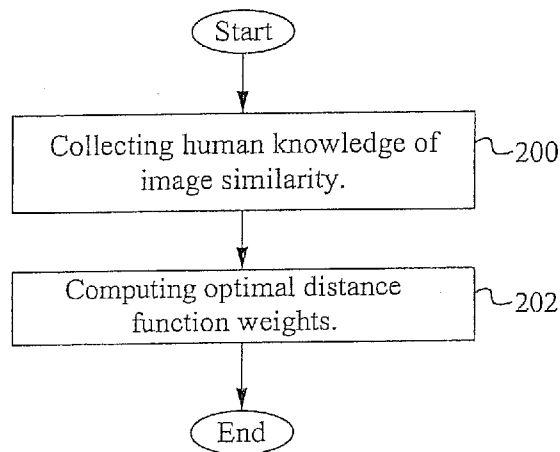 Start
Collecting human knowledge of
image similarity.
200
Computing optimal distance
function weights.
202
End